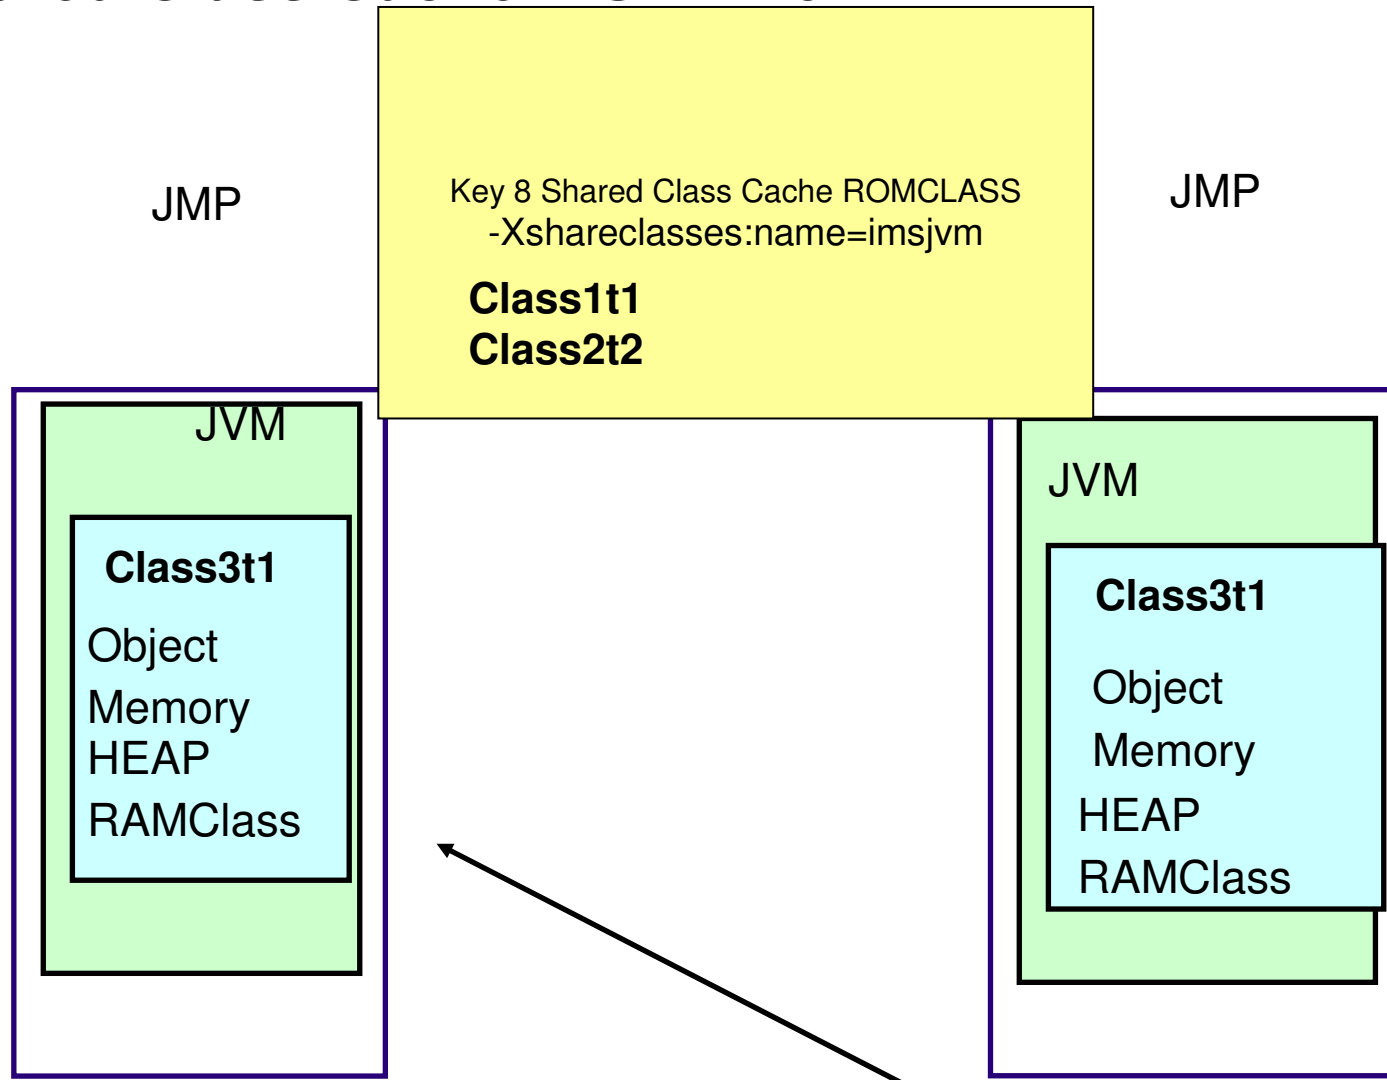 JMP
Key 8 Shared Class Cache ROMCLASS
-Xshareclasses:name=imsjvm
Class1t1
Class2t2
JMP
JVM
Class3t1
Object
Memory
HEAP
RAMClass
JVM
Class3t1
Object
Memory
HEAP
RAMClass